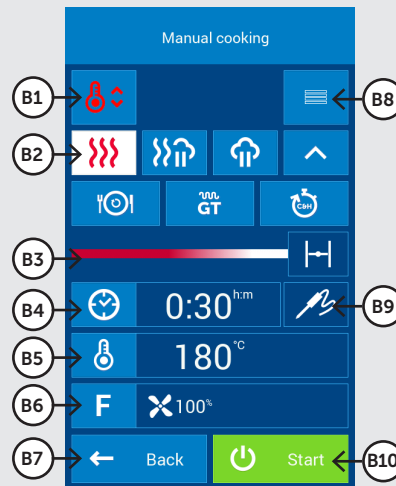 Manual cooking
B1
B8
B2
GT
C&H
B3
B4
0:30 h:m
B9
B5
180 °C
B6
F
100%
B7
Back
Start
B10